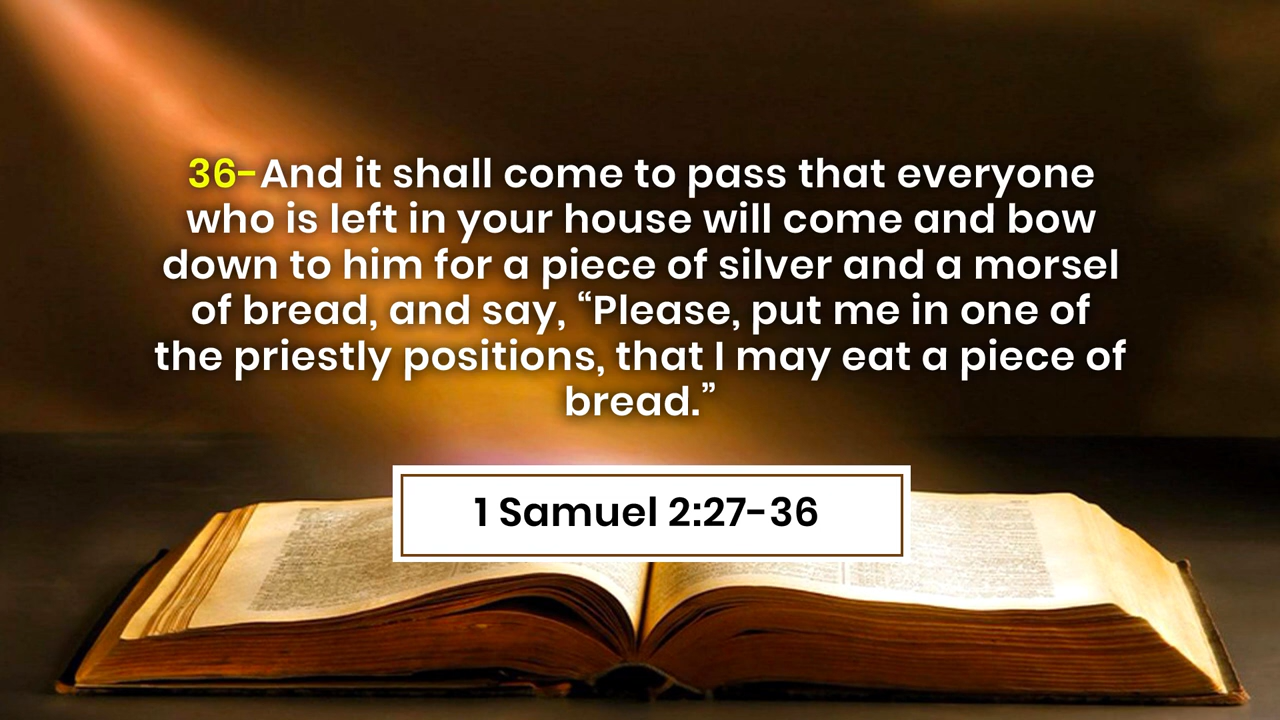 36-And it shall come to pass that everyone
who is left in your house will come and bow
down to him for a piece of silver and a morsel
of bread, and say, “Please, put me in one of
the priestly positions, that I may eat a piece of
bread.”
1 Samuel 2:27-36